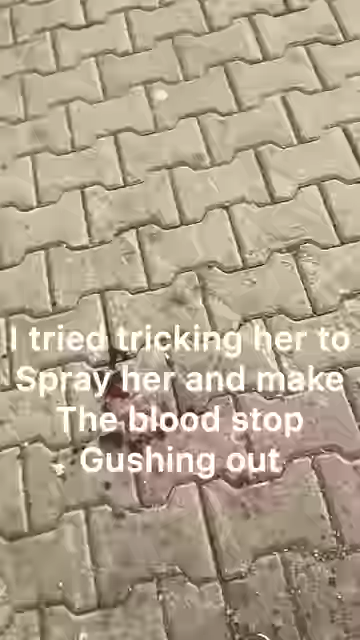 I tried tricking her to
Spray her and make
The blood stop
Gushing out